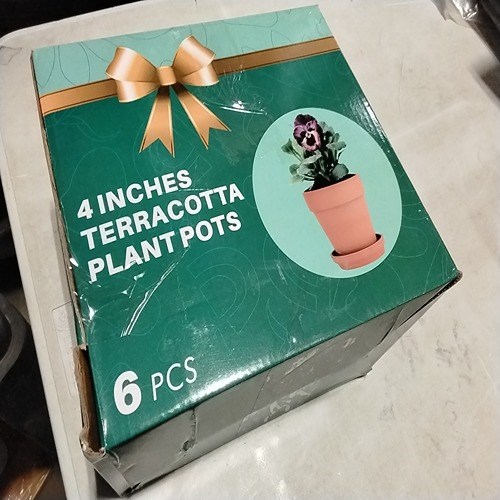 4 INCHES
TERRACOTTA
PLANT POTS
6 PCS